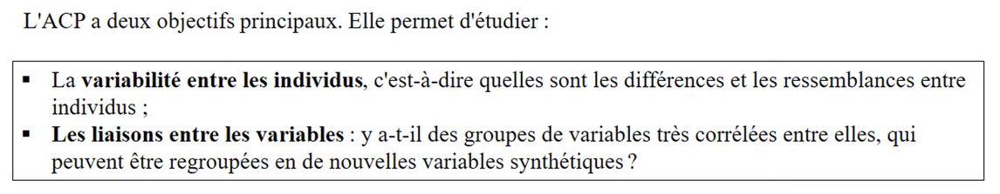 L'ACP a deux objectifs principaux. Elle permet d'étudier :
▪ La variabilité entre les individus, c'est-à-dire quelles sont les différences et les ressemblances entre
individus ;
▪ Les liaisons entre les variables : y a-t-il des groupes de variables très corrélées entre elles, qui
peuvent être regroupées en de nouvelles variables synthétiques ?